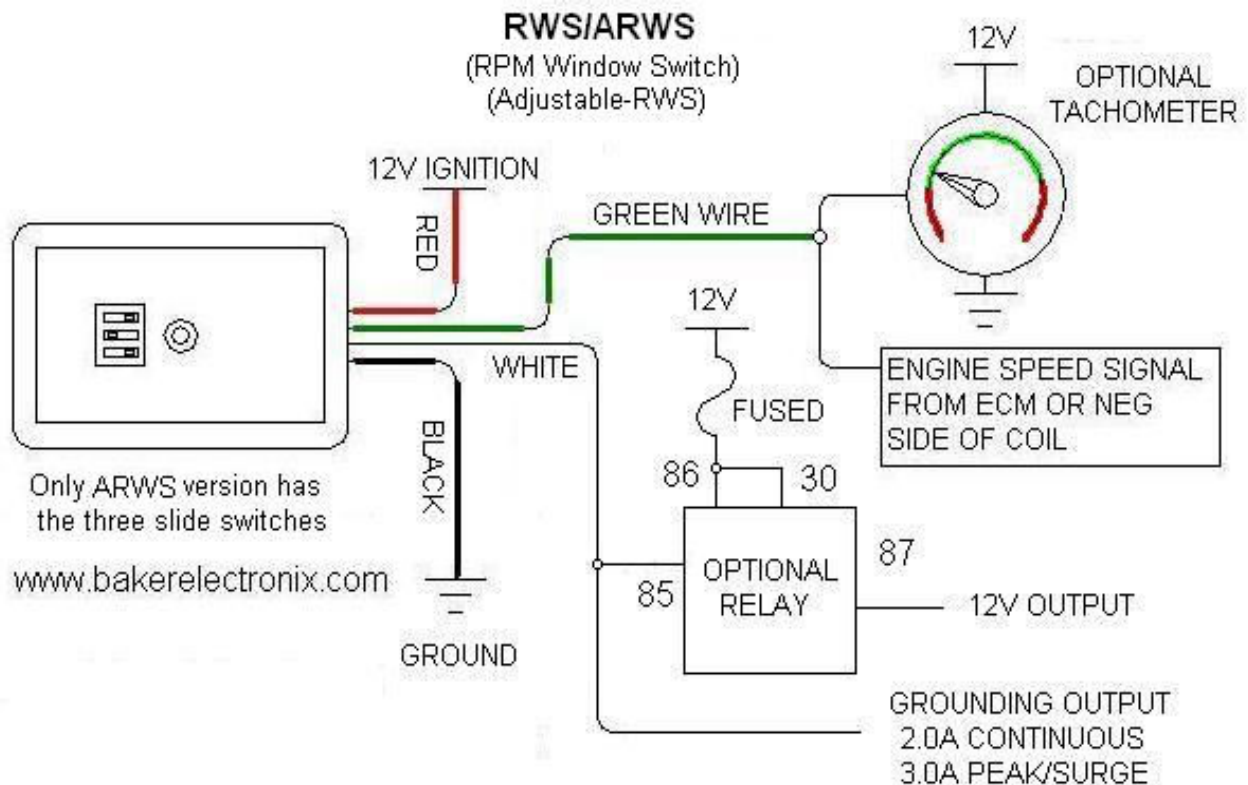 RWS/ARWS
(RPM Window Switch)
(Adjustable-RWS)
12V
OPTIONAL
TACHOMETER
12V IGNITION
RED
GREEN WIRE
12V
WHITE
FUSED
ENGINE SPEED SIGNAL
FROM ECM OR NEG
SIDE OF COIL
BLACK
86
30
Only ARWS version has
the three slide switches
www.bakerelectronix.com
85
OPTIONAL
RELAY
87
12V OUTPUT
GROUND
GROUNDING OUTPUT
2.0A CONTINUOUS
3.0A PEAK/SURGE